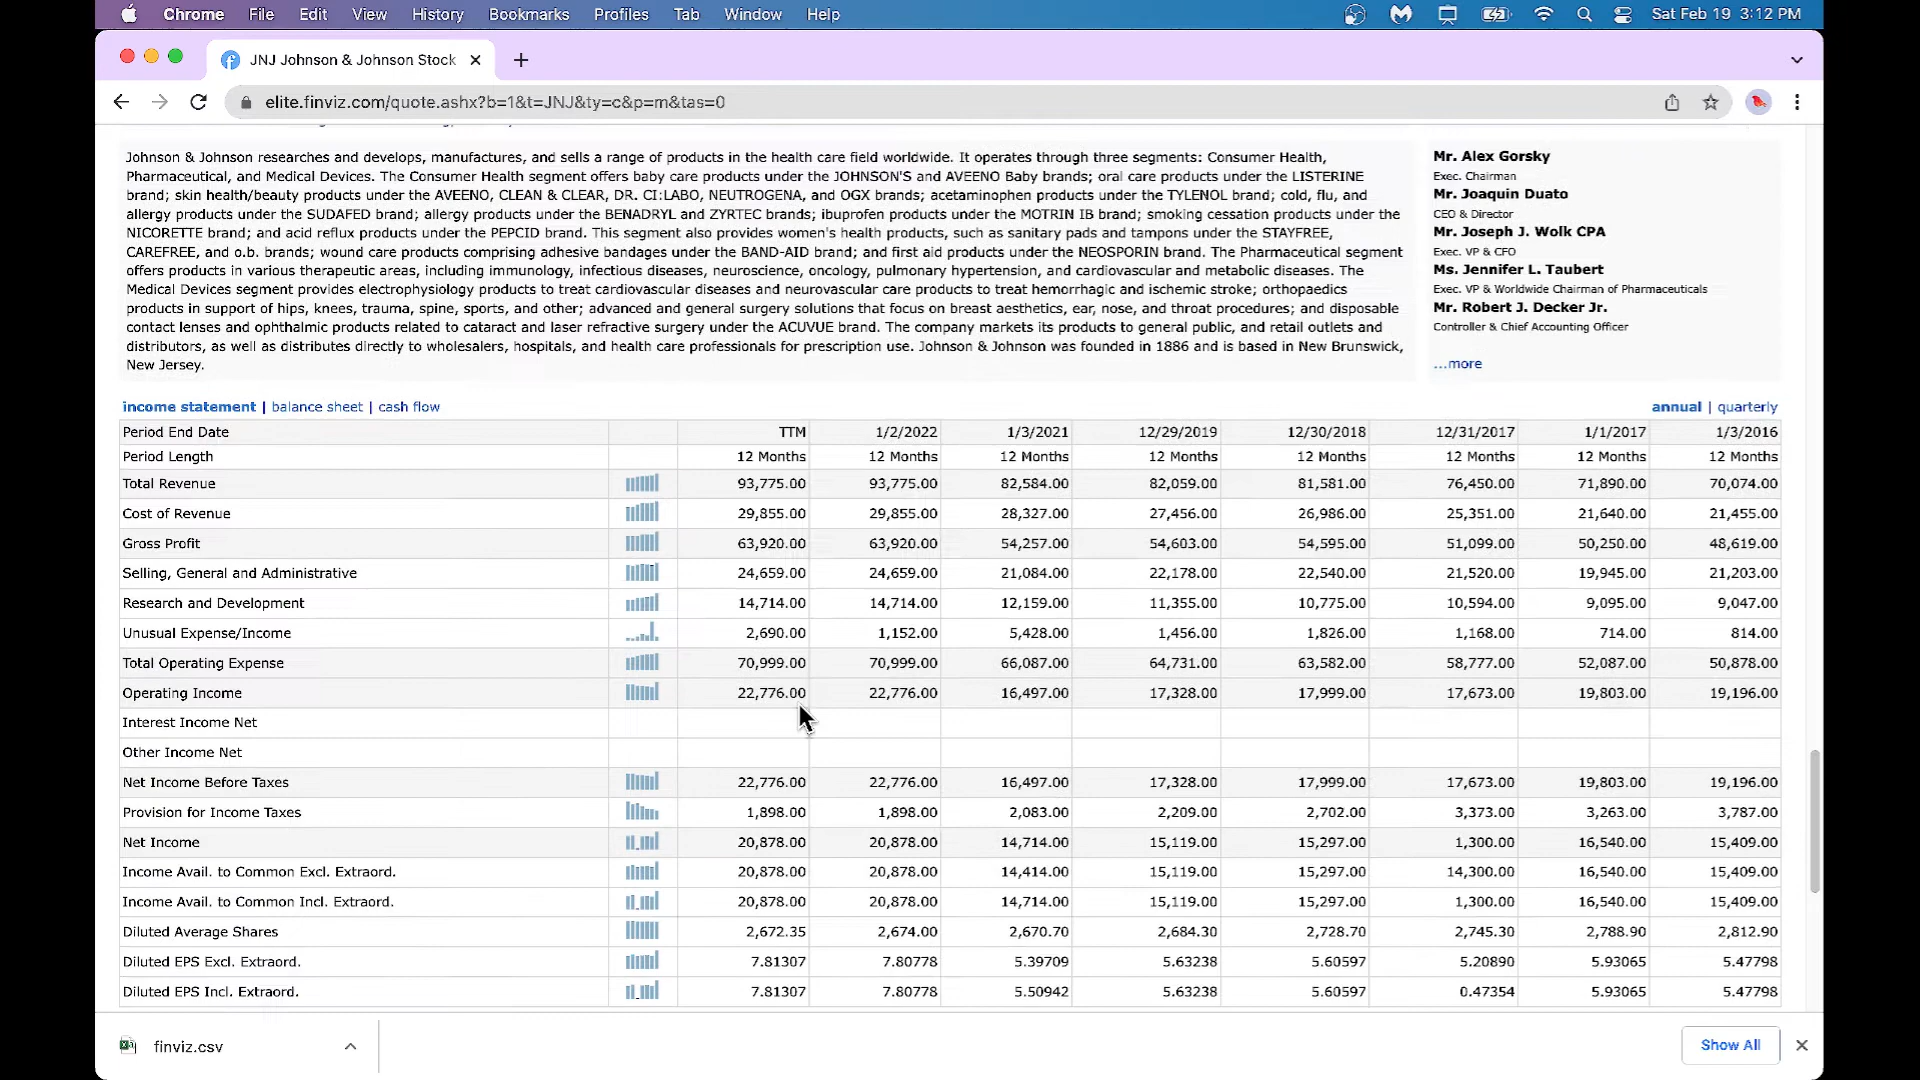 Chrome File Edit View History Bookmarks Profiles Tab Window Help Sat Feb 19 3:12 PM
JNJ Johnson & Johnson Stock
elite.finviz.com/quote.ashx?b=1&t=JNJ&ty=c&p=m&tas=0
Johnson & Johnson researches and develops, manufactures, and sells a range of products in the health care field worldwide. It operates through three segments: Consumer Health,
Pharmaceutical, and Medical Devices. The Consumer Health segment offers baby care products under the JOHNSON'S and AVEENO Baby brands; oral care products under the LISTERINE
brand; skin health/beauty products under the AVEENO, CLEAN & CLEAR, DR. CI:LABO, NEUTROGENA, and OGX brands; acetaminophen products under the TYLENOL brand; cold, flu, and
allergy products under the SUDAFED brand; allergy products under the BENADRYL and ZYRTEC brands; ibuprofen products under the MOTRIN IB brand; smoking cessation products under the
NICORETTE brand; and acid reflux products under the PEPCID brand. This segment also provides women's health products, such as sanitary pads and tampons under the STAYFREE,
CAREFREE, and o.b. brands; wound care products comprising adhesive bandages under the BAND-AID brand; and first aid products under the NEOSPORIN brand. The Pharmaceutical segment
offers products in various therapeutic areas, including immunology, infectious diseases, neuroscience, oncology, pulmonary hypertension, and cardiovascular and metabolic diseases. The
Medical Devices segment provides electrophysiology products to treat cardiovascular diseases and neurovascular care products to treat hemorrhagic and ischemic stroke; orthopaedics
products in support of hips, knees, trauma, spine, sports, and other; advanced and general surgery solutions that focus on breast aesthetics, ear, nose, and throat procedures; and disposable
contact lenses and ophthalmic products related to cataract and laser refractive surgery under the ACUVUE brand. The company markets its products to general public, and retail outlets and
distributors, as well as distributes directly to wholesalers, hospitals, and health care professionals for prescription use. Johnson & Johnson was founded in 1886 and is based in New Brunswick,
New Jersey.
Mr. Alex Gorsky
Exec. Chairman
Mr. Joaquin Duato
CEO & Director
Mr. Joseph J. Wolk CPA
Exec. VP & CFO
Ms. Jennifer L. Taubert
Exec. VP & Worldwide Chairman of Pharmaceuticals
Mr. Robert J. Decker Jr.
Controller & Chief Accounting Officer
...more
income statement | balance sheet | cash flow annual | quarterly
Period End Date TTM 1/2/2022 1/3/2021 12/29/2019 12/30/2018 12/31/2017 1/1/2017 1/3/2016
Period Length 12 Months 12 Months 12 Months 12 Months 12 Months 12 Months 12 Months 12 Months
Total Revenue 93,775.00 93,775.00 82,584.00 82,059.00 81,581.00 76,450.00 71,890.00 70,074.00
Cost of Revenue 29,855.00 29,855.00 28,327.00 27,456.00 26,986.00 25,351.00 21,640.00 21,455.00
Gross Profit 63,920.00 63,920.00 54,257.00 54,603.00 54,595.00 51,099.00 50,250.00 48,619.00
Selling, General and Administrative 24,659.00 24,659.00 21,084.00 22,178.00 22,540.00 21,520.00 19,945.00 21,203.00
Research and Development 14,714.00 14,714.00 12,159.00 11,355.00 10,775.00 10,594.00 9,095.00 9,047.00
Unusual Expense/Income 2,690.00 1,152.00 5,428.00 1,456.00 1,826.00 1,168.00 714.00 814.00
Total Operating Expense 70,999.00 70,999.00 66,087.00 64,731.00 63,582.00 58,777.00 52,087.00 50,878.00
Operating Income 22,776.00 22,776.00 16,497.00 17,328.00 17,999.00 17,673.00 19,803.00 19,196.00
Interest Income Net
Other Income Net
Net Income Before Taxes 22,776.00 22,776.00 16,497.00 17,328.00 17,999.00 17,673.00 19,803.00 19,196.00
Provision for Income Taxes 1,898.00 1,898.00 2,083.00 2,209.00 2,702.00 3,373.00 3,263.00 3,787.00
Net Income 20,878.00 20,878.00 14,714.00 15,119.00 15,297.00 1,300.00 16,540.00 15,409.00
Income Avail. to Common Excl. Extraord. 20,878.00 20,878.00 14,414.00 15,119.00 15,297.00 14,300.00 16,540.00 15,409.00
Income Avail. to Common Incl. Extraord. 20,878.00 20,878.00 14,714.00 15,119.00 15,297.00 1,300.00 16,540.00 15,409.00
Diluted Average Shares 2,672.35 2,674.00 2,670.70 2,684.30 2,728.70 2,745.30 2,788.90 2,812.90
Diluted EPS Excl. Extraord. 7.81307 7.80778 5.39709 5.63238 5.60597 5.20890 5.93065 5.47798
Diluted EPS Incl. Extraord. 7.81307 7.80778 5.50942 5.63238 5.60597 0.47354 5.93065 5.47798
finviz.csv Show All